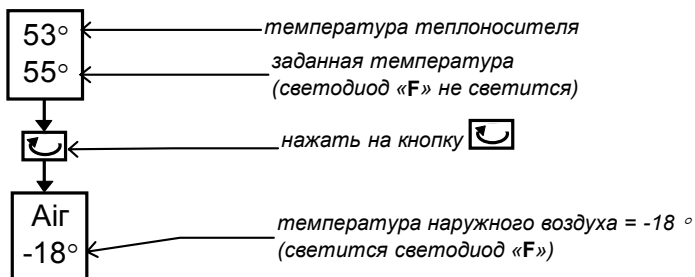 53°
температура теплоносителя
55°
заданная температура
(светодиод «F» не светится)
нажать на кнопку
Аіг
-18°
температура наружного воздуха = -18 °
(светится светодиод «F»)